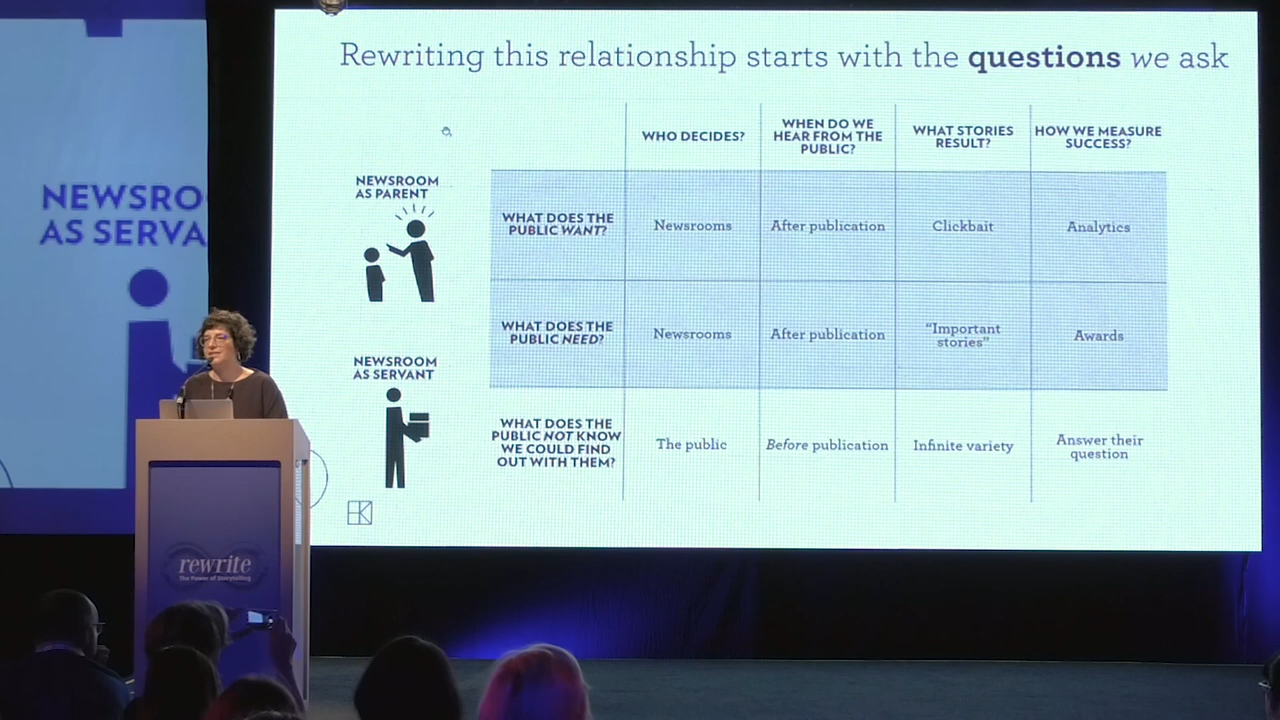 Rewriting this relationship starts with the questions we ask
WHO DECIDES?
WHEN DO WE
HEAR FROM THE
PUBLIC?
WHAT STORIES
RESULT?
HOW WE MEASURE
SUCCESS?
NEWSROOM
AS PARENT
WHAT DOES THE
PUBLIC WANT?
Newsrooms
After publication
Clickbait
Analytics
WHAT DOES THE
PUBLIC NEED?
Newsrooms
After publication
“Important
stories”
Awards
NEWSROOM
AS SERVANT
WHAT DOES THE
PUBLIC NOT KNOW
WE COULD FIND
OUT WITH THEM?
The public
Before publication
Infinite variety
Answer their
question
NEWSRO
AS SERVA
rewrite
The Power of Storytelling